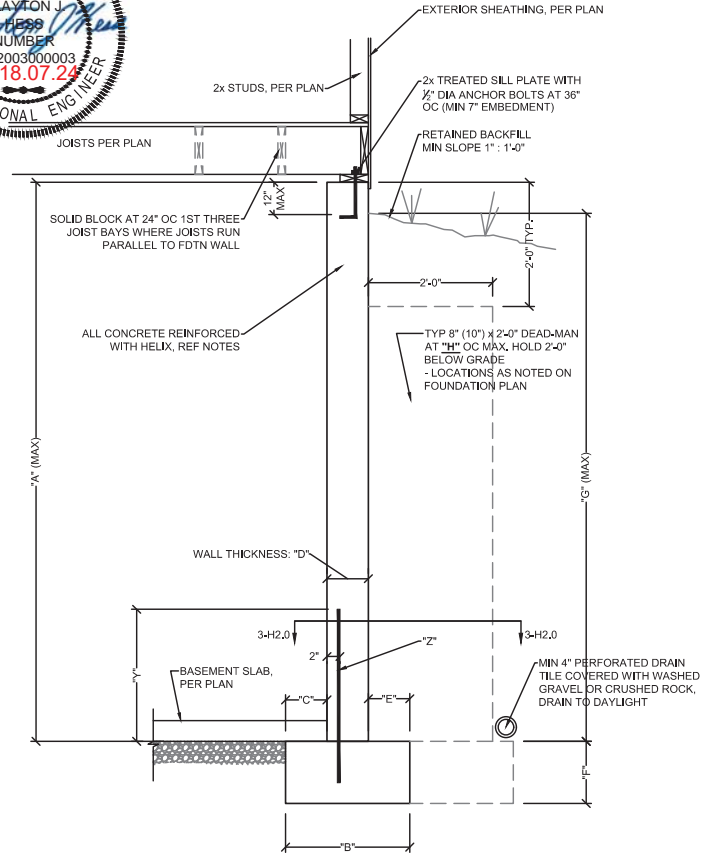 LAYTON J.
HESS
NUMBER
2003000003
18.07.24
ONAL ENGINEER
EXTERIOR SHEATHING, PER PLAN
2x STUDS, PER PLAN
2x TREATED SILL PLATE WITH
½" DIA ANCHOR BOLTS AT 36"
OC (MIN 7" EMBEDMENT)
JOISTS PER PLAN
RETAINED BACKFILL
MIN SLOPE 1" : 1'-0"
12"
MAX
SOLID BLOCK AT 24" OC 1ST THREE
JOIST BAYS WHERE JOISTS RUN
PARALLEL TO FDTN WALL
2'-0" TYP.
2'-0"
ALL CONCRETE REINFORCED
WITH HELIX, REF NOTES
TYP 8" (10") x 2'-0" DEAD-MAN
AT "H" OC MAX. HOLD 2'-0"
BELOW GRADE
- LOCATIONS AS NOTED ON
FOUNDATION PLAN
"A" (MAX)
"G" (MAX)
WALL THICKNESS: "D"
3-H2.0
3-H2.0
"Y"
2"
"Z"
BASEMENT SLAB,
PER PLAN
"C"
"E"
MIN 4" PERFORATED DRAIN
TILE COVERED WITH WASHED
GRAVEL OR CRUSHED ROCK,
DRAIN TO DAYLIGHT
"F"
"B"